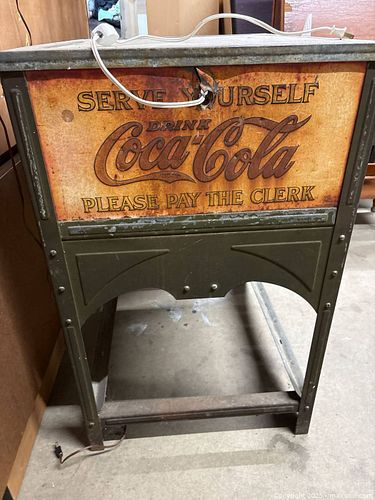 SERVE YOURSELF
DRINK
Coca-Cola
PLEASE PAY THE CLERK